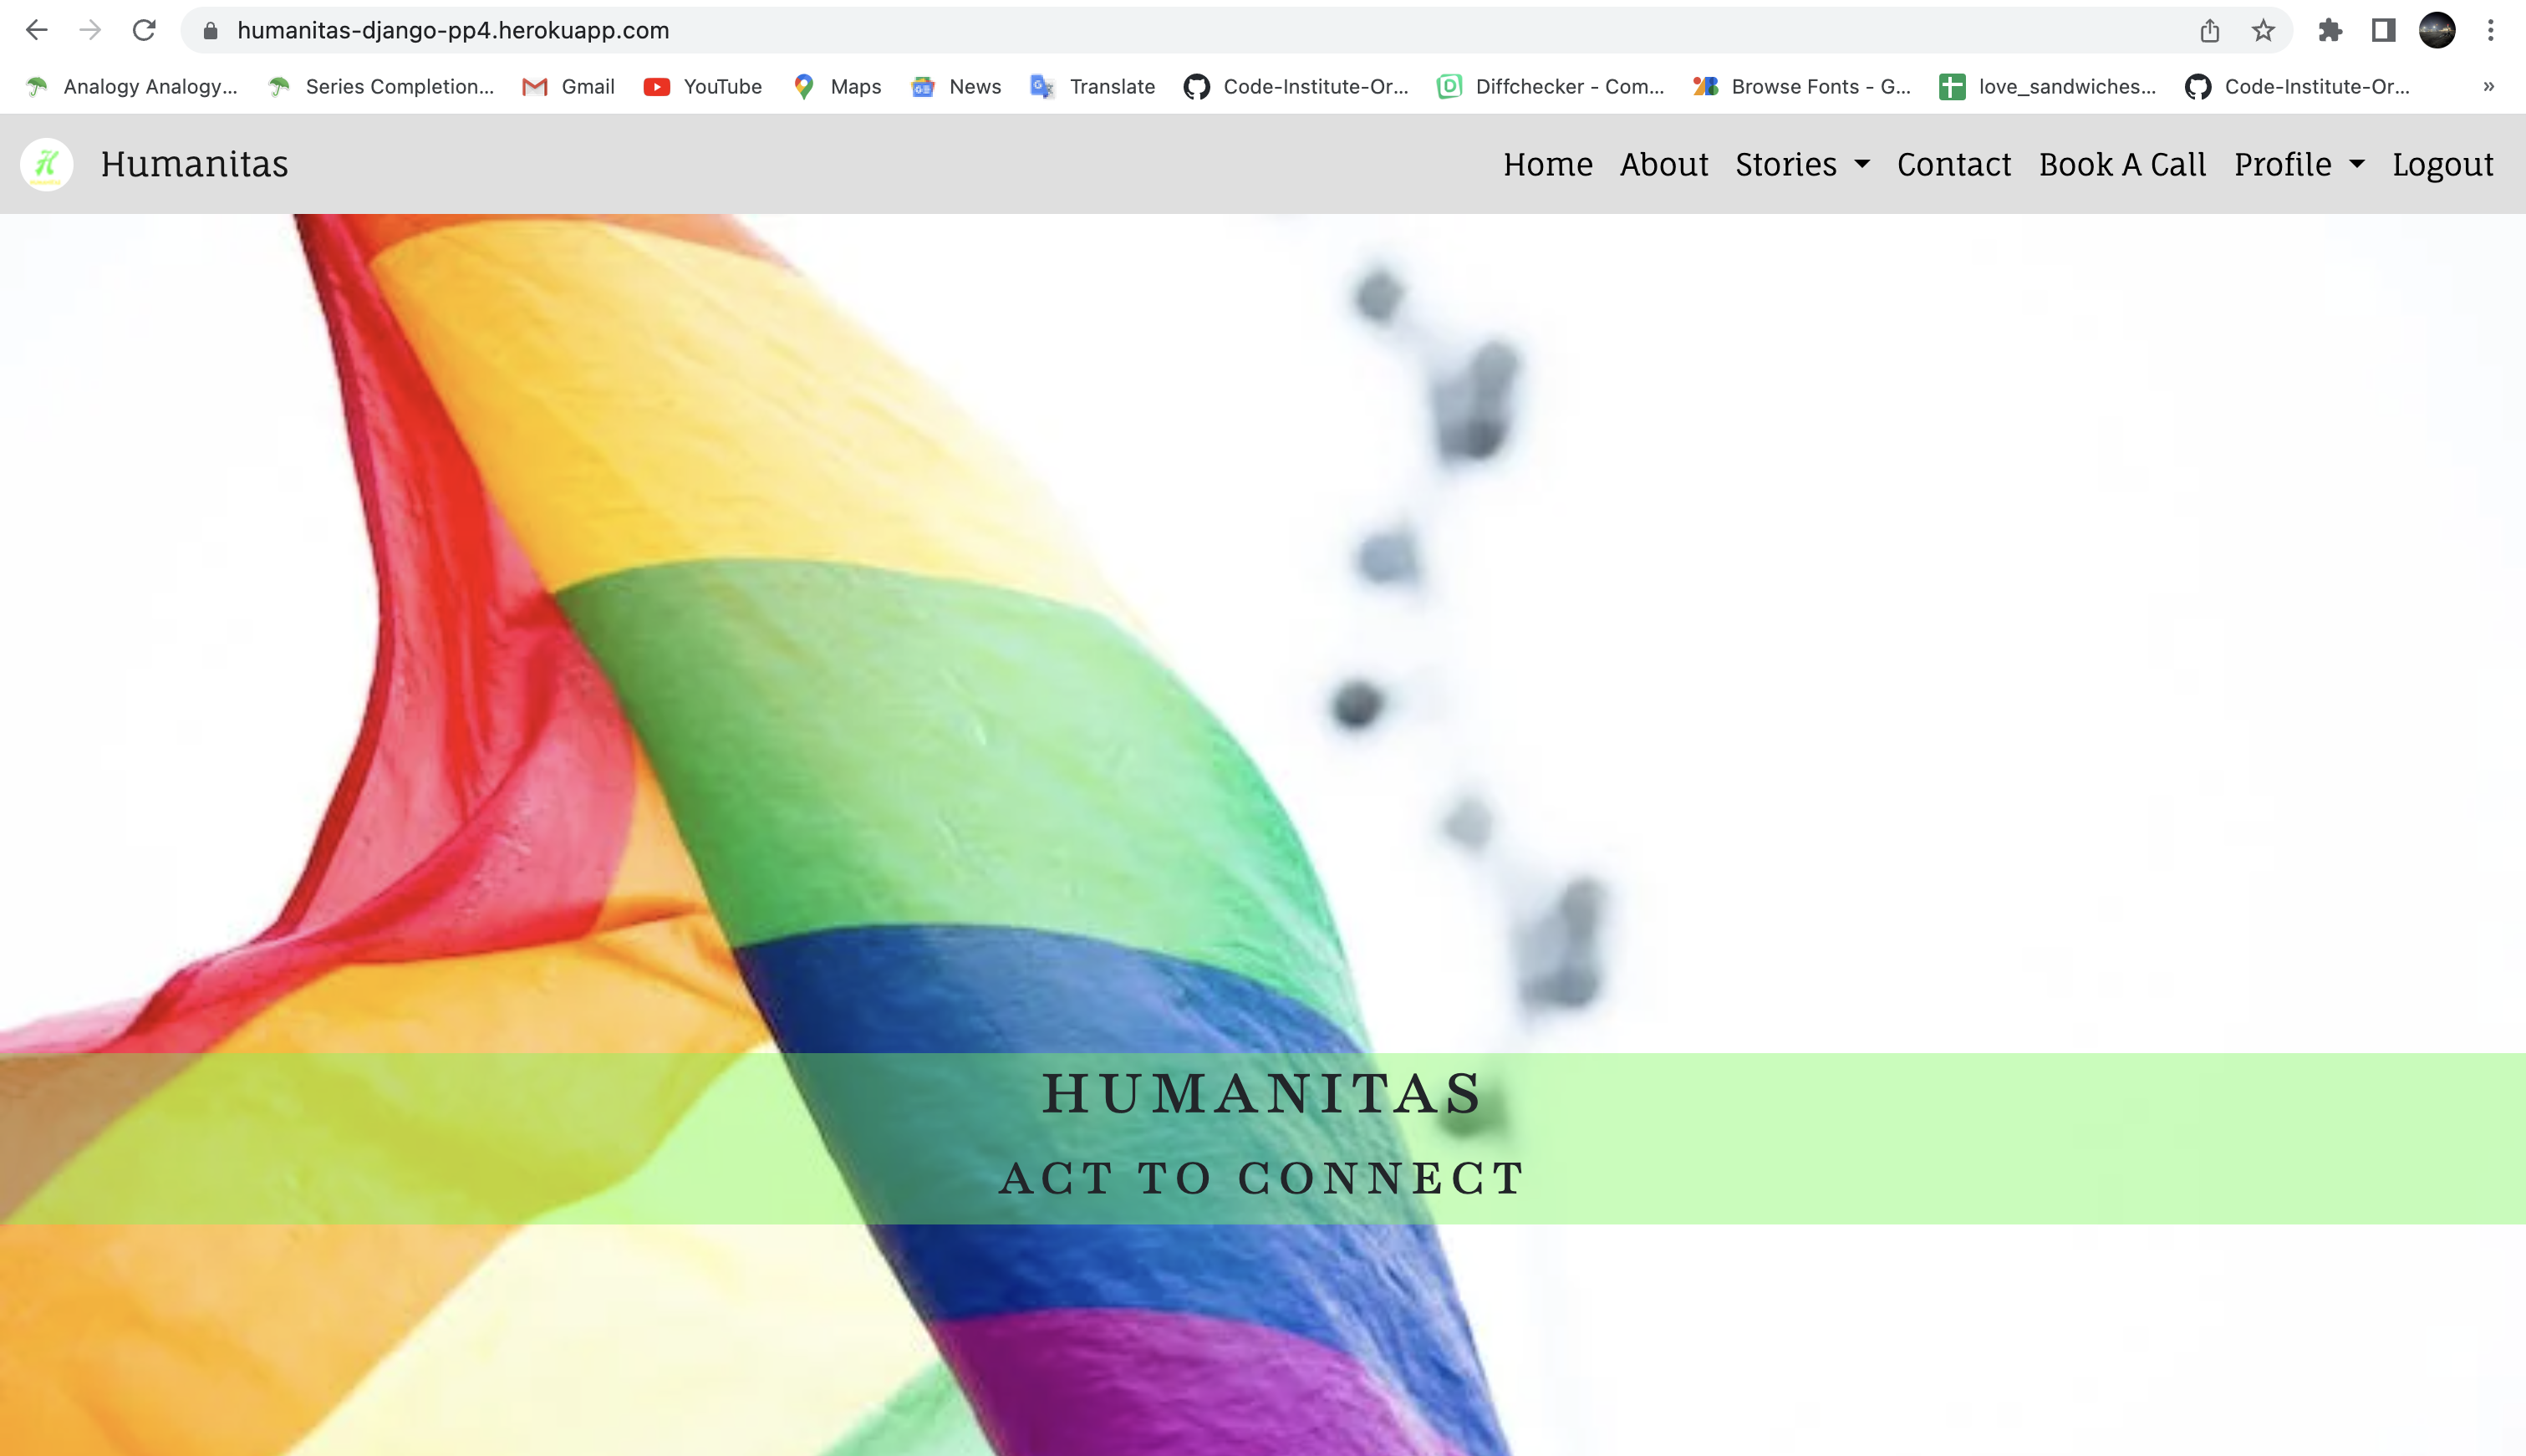 humanitas-django-pp4.herokuapp.com
Analogy Analogy... Series Completion... Gmail YouTube Maps News Translate Code-Institute-Or... Diffchecker - Com... Browse Fonts - G... love_sandwiches... Code-Institute-Or... »
Humanitas Home About Stories Contact Book A Call Profile Logout
HUMANITAS
ACT TO CONNECT